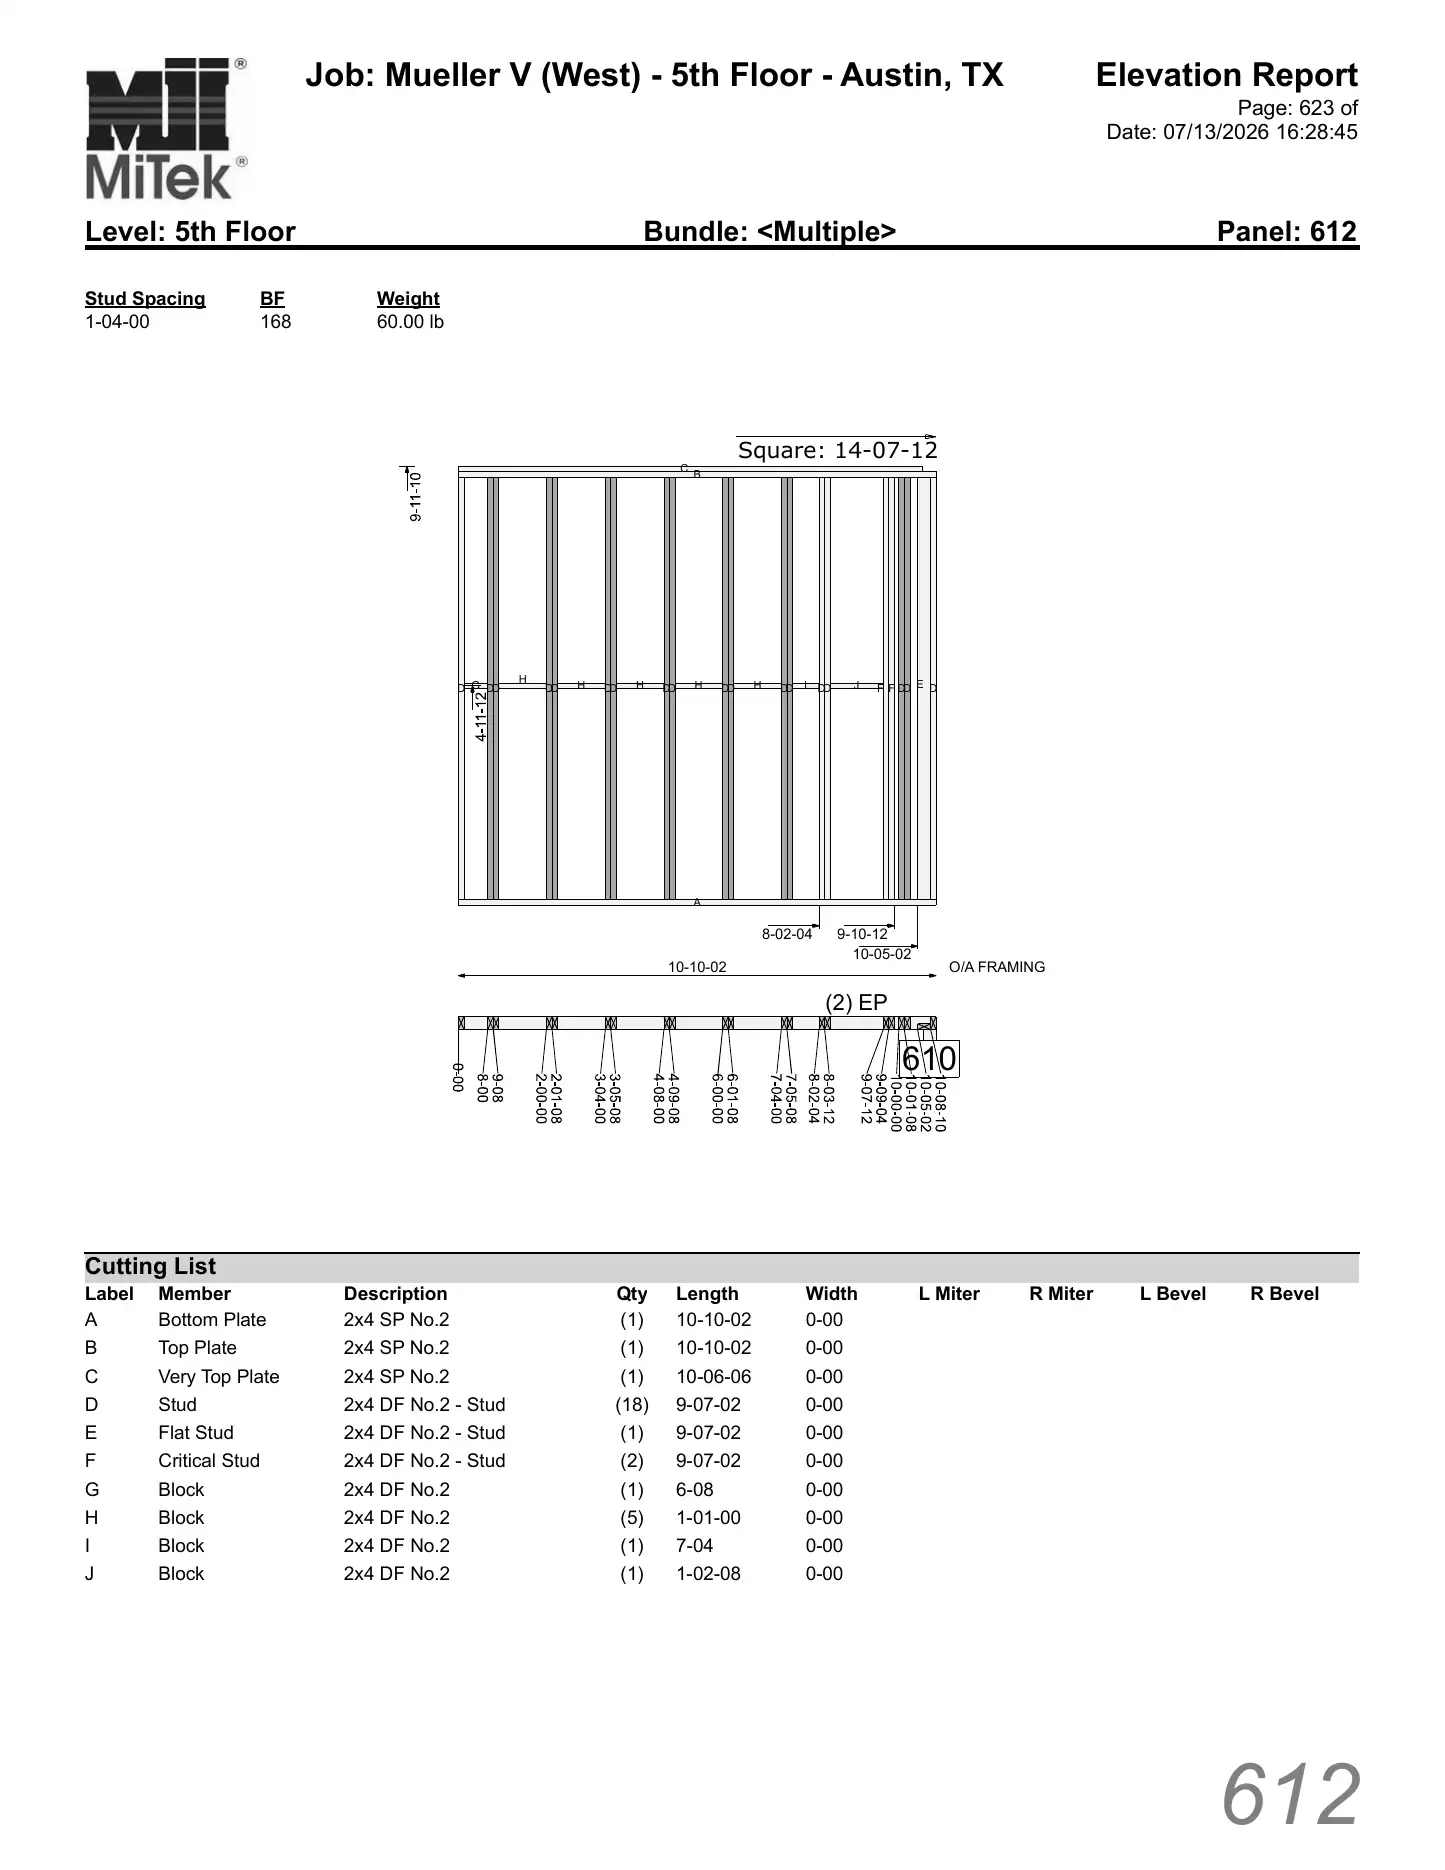 MiTek®
Job: Mueller V (West) - 5th Floor - Austin, TX
Elevation Report
Page: 623 of
Date: 07/13/2026 16:28:45
Level: 5th Floor Bundle: <Multiple> Panel: 612
Stud Spacing BF Weight
1-04-00 168 60.00 lb
Square: 14-07-12
9-11-10
C
B
H
H H H H I J F F E
4-11-12
A
8-02-04 9-10-12
10-05-02
10-10-02 O/A FRAMING
(2) EP
610
0-00 8-00 9-08 2-00-00 2-01-08 3-04-00 3-05-08 4-08-00 4-09-08 6-00-00 6-01-08 7-04-00 7-05-08 8-02-04 8-03-12 9-07-12 9-09-04 10-00-00 10-01-08 10-05-02 10-08-10
Cutting List
Label Member Description Qty Length Width L Miter R Miter L Bevel R Bevel
A Bottom Plate 2x4 SP No.2 (1) 10-10-02 0-00
B Top Plate 2x4 SP No.2 (1) 10-10-02 0-00
C Very Top Plate 2x4 SP No.2 (1) 10-06-06 0-00
D Stud 2x4 DF No.2 - Stud (18) 9-07-02 0-00
E Flat Stud 2x4 DF No.2 - Stud (1) 9-07-02 0-00
F Critical Stud 2x4 DF No.2 - Stud (2) 9-07-02 0-00
G Block 2x4 DF No.2 (1) 6-08 0-00
H Block 2x4 DF No.2 (5) 1-01-00 0-00
I Block 2x4 DF No.2 (1) 7-04 0-00
J Block 2x4 DF No.2 (1) 1-02-08 0-00
612